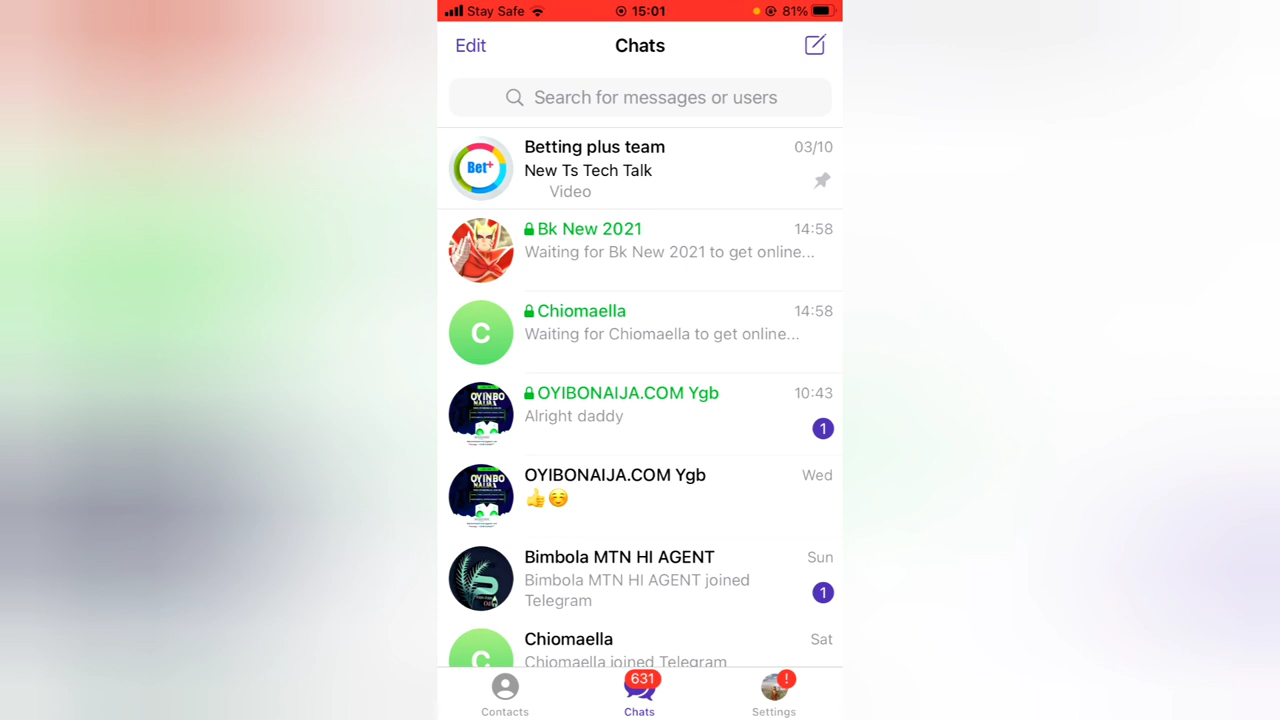 Stay Safe 15:01 81%
Edit Chats
Search for messages or users
Betting plus team 03/10
Bet+
New Ts Tech Talk
Video
Bk New 2021 14:58
Waiting for Bk New 2021 to get online...
Chiomaella 14:58
C
Waiting for Chiomaella to get online...
OYIBONAIJA.COM Ygb 10:43
OYINBO
NAIJA
Alright daddy
1
OYIBONAIJA.COM Ygb Wed
OYINBO
NAIJA
👍☺️
Bimbola MTN HI AGENT Sun
Bimbola MTN HI AGENT joined
Telegram
1
Chiomaella Sat
C
Chiomaella joined Telegram
631 !
Contacts Chats Settings